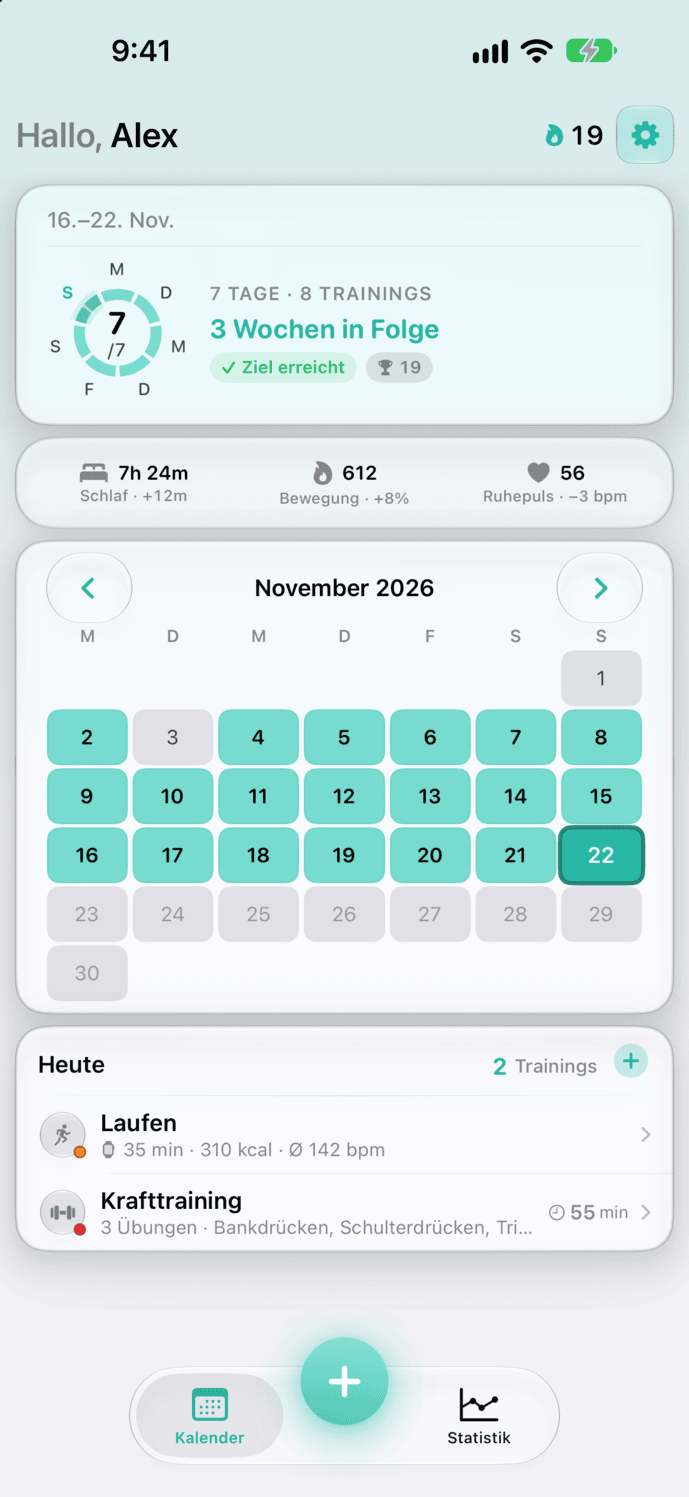 9:41
Hallo, Alex
19
16.–22. Nov.
M
S D
S M
F D
7
/7
7 TAGE · 8 TRAININGS
3 Wochen in Folge
✓ Ziel erreicht 19
7h 24m
Schlaf · +12m
612
Bewegung · +8%
56
Ruhepuls · −3 bpm
November 2026
M D M D F S S
1
2 3 4 5 6 7 8
9 10 11 12 13 14 15
16 17 18 19 20 21 22
23 24 25 26 27 28 29
30
Heute
2 Trainings
Laufen
35 min · 310 kcal · Ø 142 bpm
Krafttraining
3 Übungen · Bankdrücken, Schulterdrücken, Tri...
55 min
Kalender
Statistik